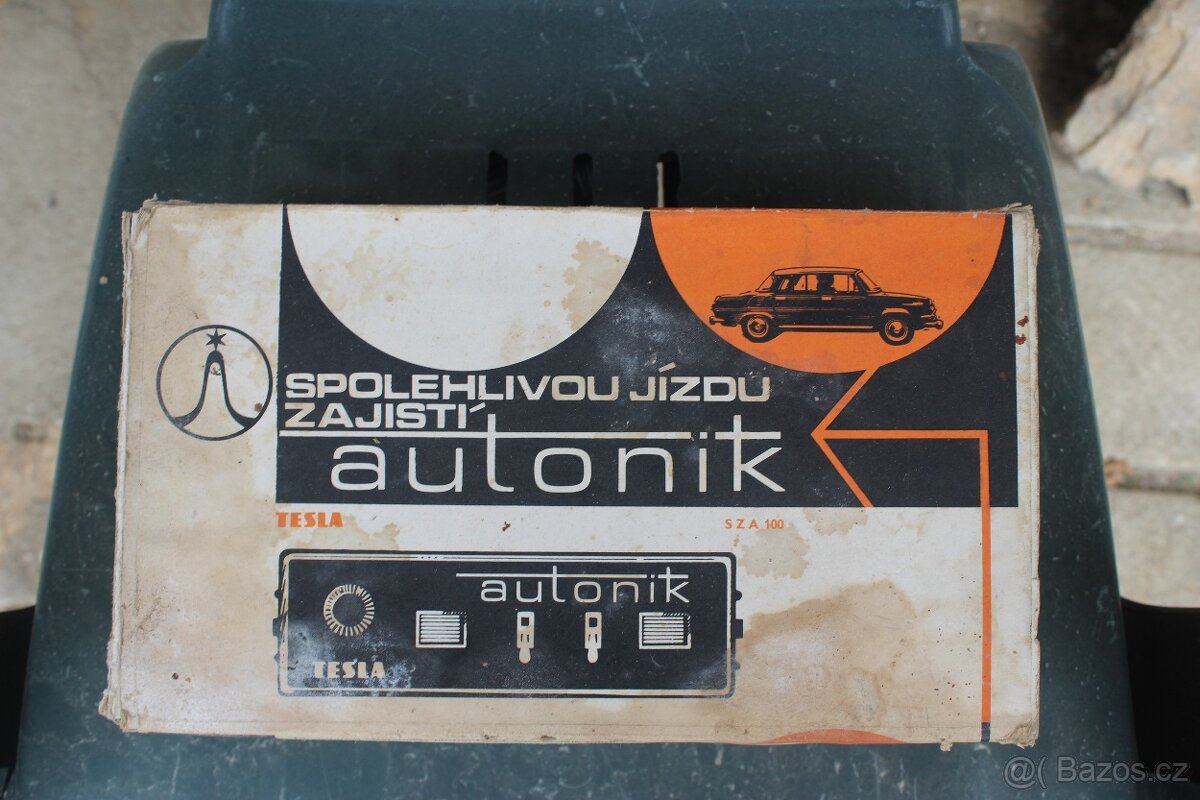 SPOLEHLIVOU JÍZDU
ZAJISTÍ
autonik
TESLA
SZA 100
autonik
TESLA
@( Bazos.cz